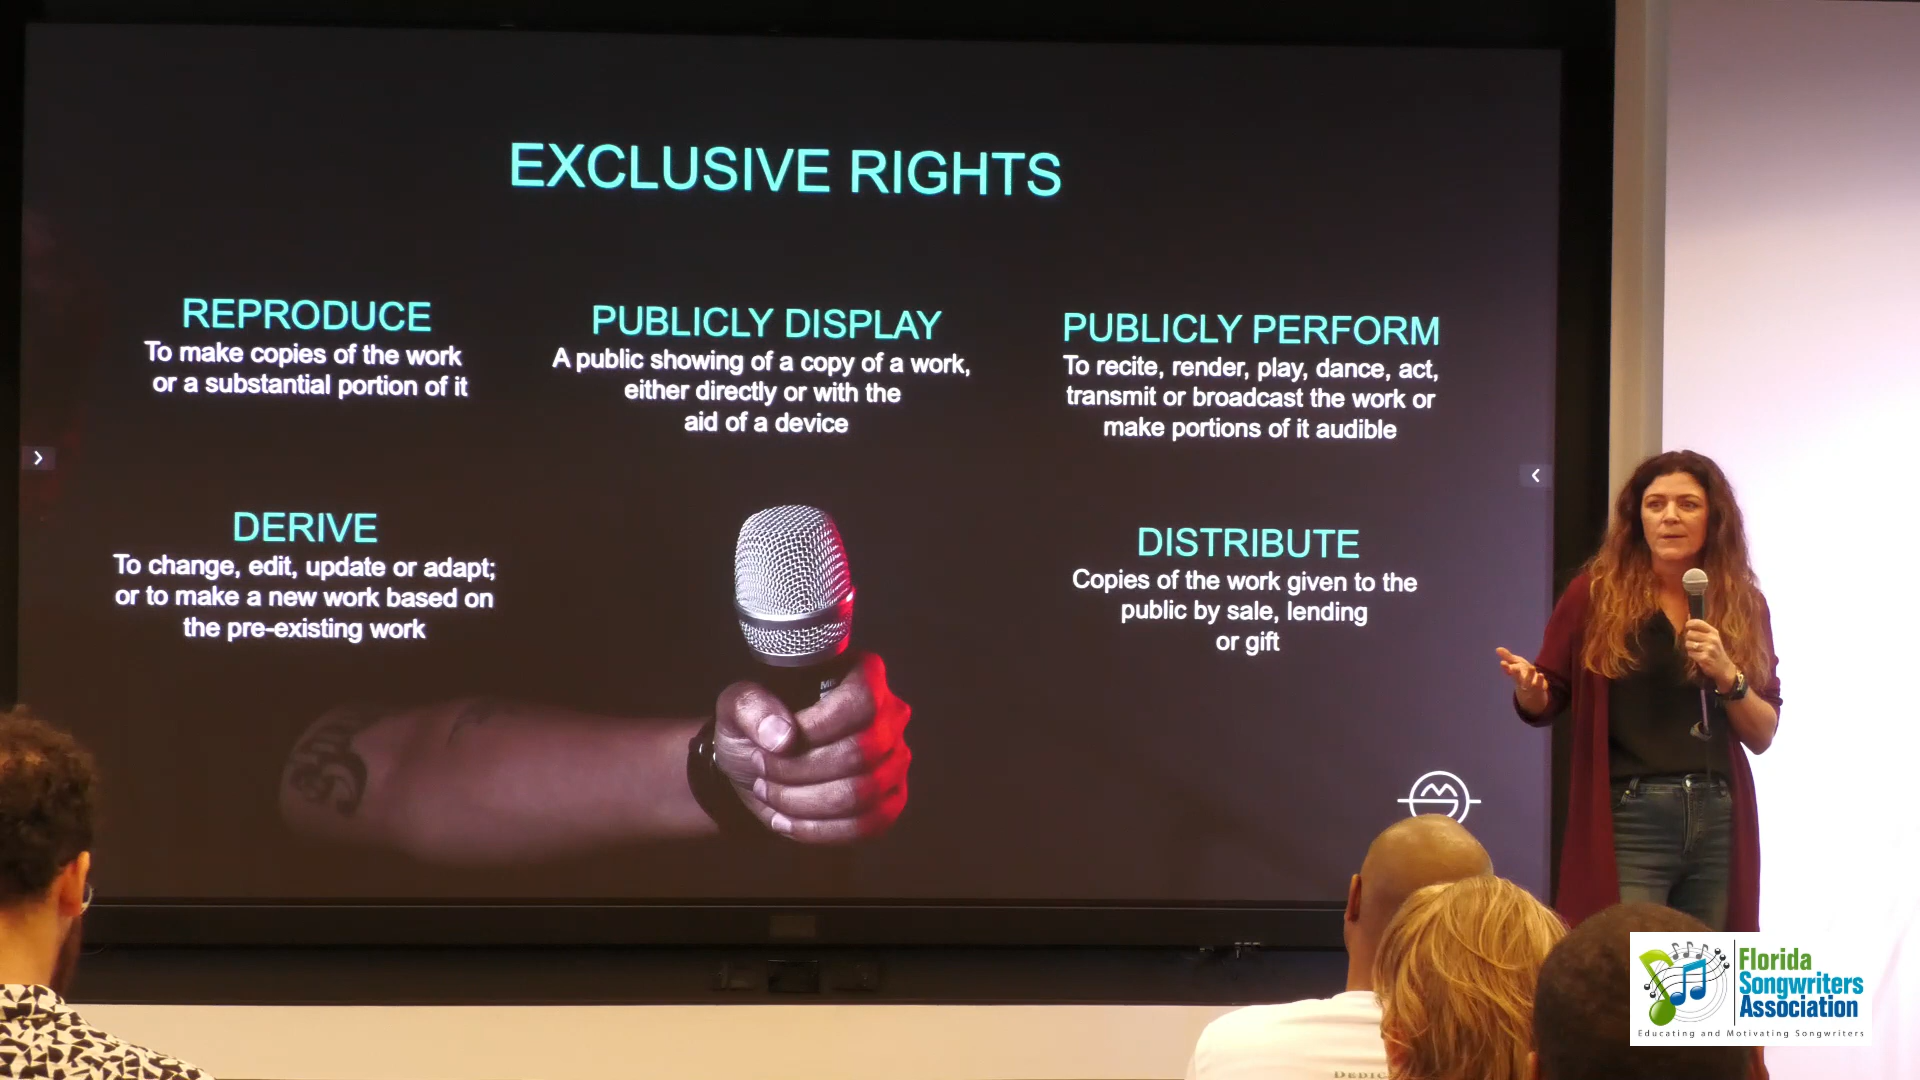 EXCLUSIVE RIGHTS
REPRODUCE
To make copies of the work
or a substantial portion of it
PUBLICLY DISPLAY
A public showing of a copy of a work,
either directly or with the
aid of a device
PUBLICLY PERFORM
To recite, render, play, dance, act,
transmit or broadcast the work or
make portions of it audible
DERIVE
To change, edit, update or adapt;
or to make a new work based on
the pre-existing work
DISTRIBUTE
Copies of the work given to the
public by sale, lending
or gift
Florida
Songwriters
Association
Educating and Motivating Songwriters